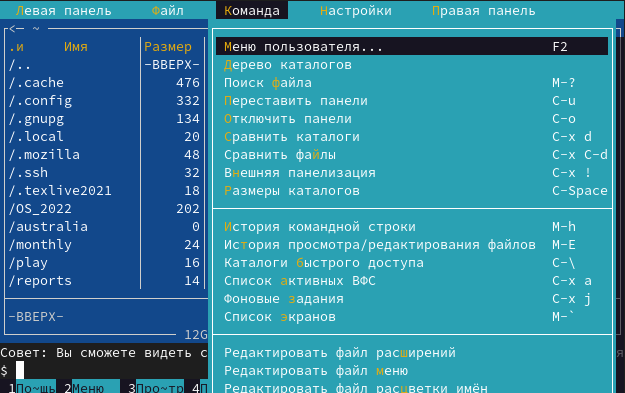 Левая панель Файл Команда Настройки Правая панель
<─ ~
.и Имя Размер
/.. -ВВЕРХ-
/.cache 476
/.config 332
/.gnupg 134
/.local 20
/.mozilla 48
/.ssh 32
/.texlive2021 18
/OS_2022 202
/australia 0
/monthly 24
/play 16
/reports 14
-ВВЕРХ-
12G
Меню пользователя... F2
Дерево каталогов
Поиск файла M-?
Переставить панели C-u
Отключить панели C-o
Сравнить каталоги C-x d
Сравнить файлы C-x C-d
Внешняя панелизация C-x !
Размеры каталогов C-Space
История командной строки M-h
История просмотра/редактирования файлов M-E
Каталоги быстрого доступа C-\
Список активных ВФС C-x a
Фоновые задания C-x j
Список экранов M-`
Редактировать файл расширений
Редактировать файл меню
Редактировать файл расцветки имён
Совет: Вы сможете видеть с
$
1По~шь 2Меню 3Про~тр 4П